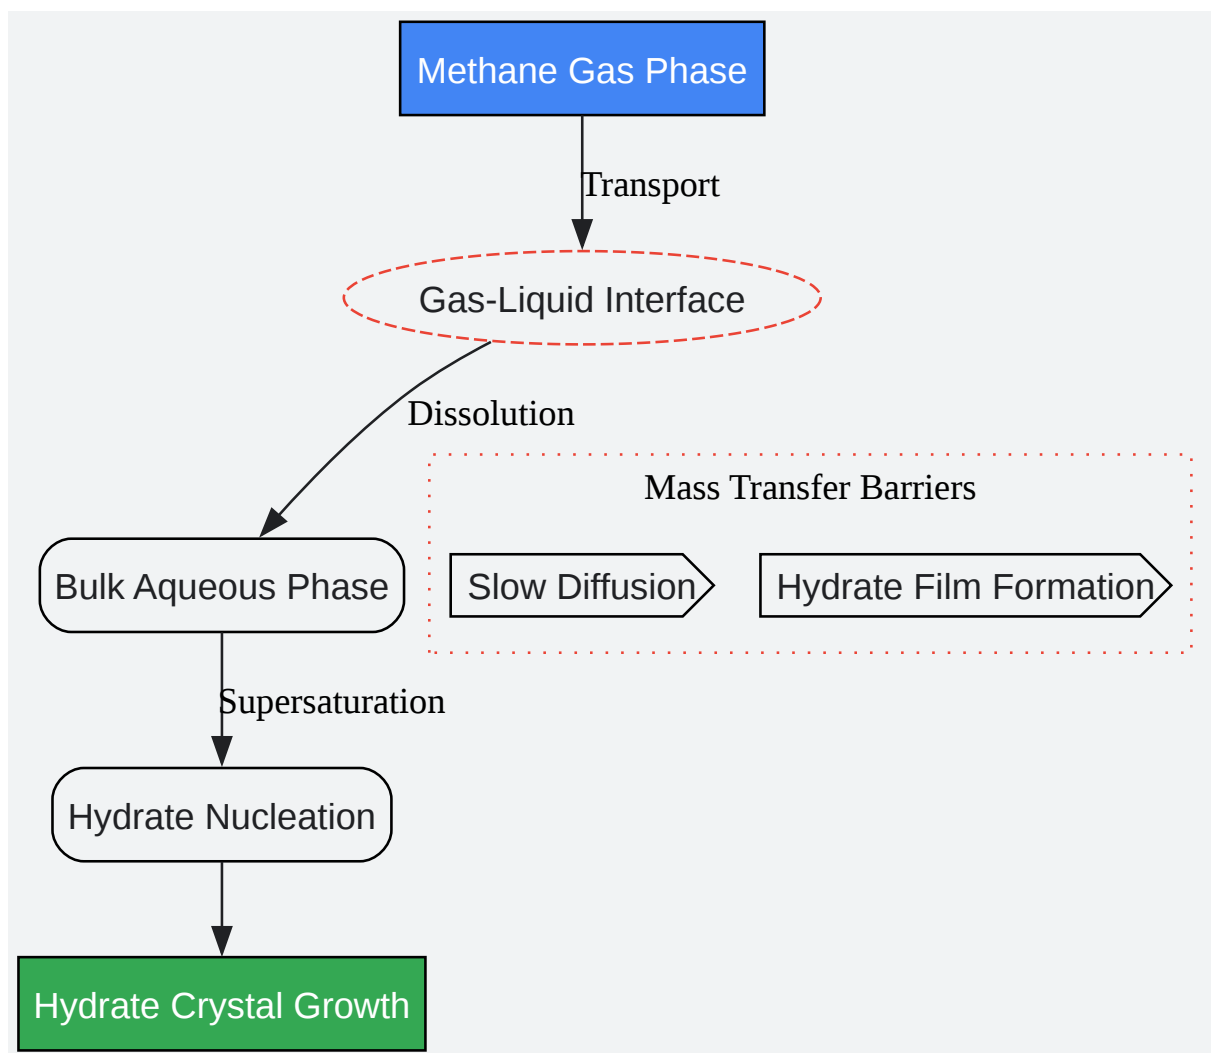 Methane Gas Phase
Transport
Gas-Liquid Interface
Dissolution
Mass Transfer Barriers
Bulk Aqueous Phase
Slow Diffusion
Hydrate Film Formation
Supersaturation
Hydrate Nucleation
Hydrate Crystal Growth